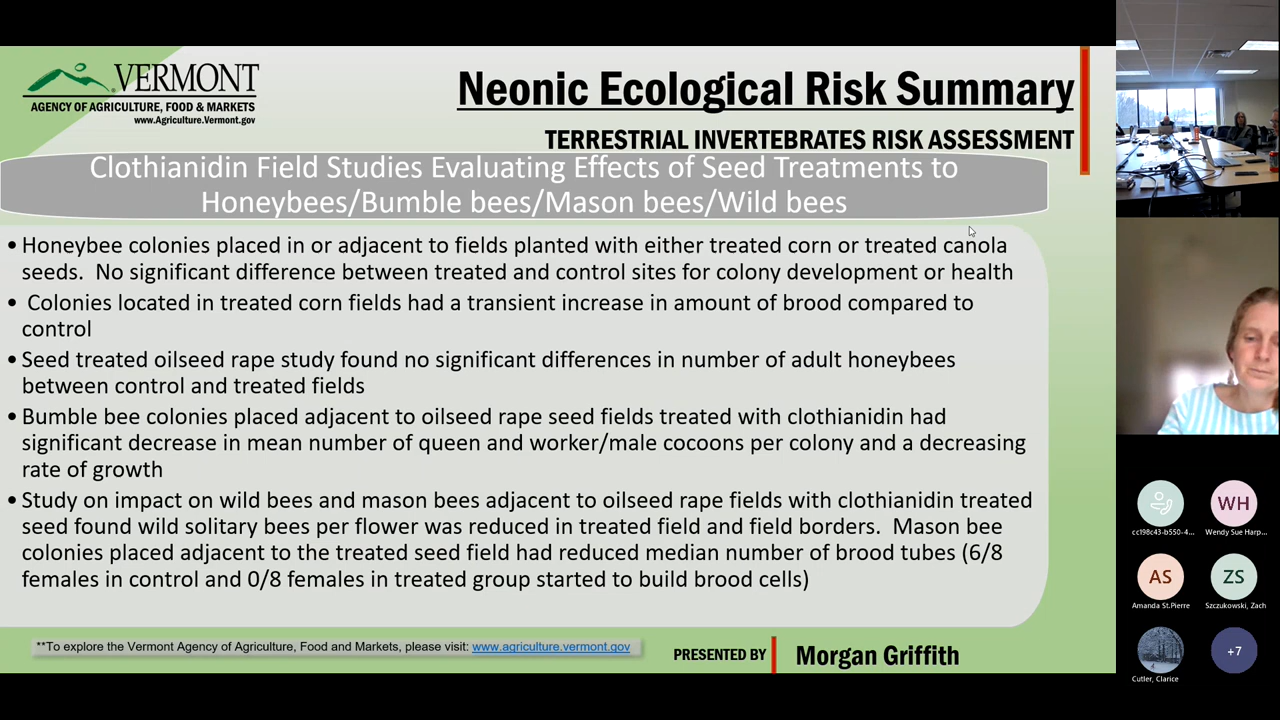 VERMONT
AGENCY OF AGRICULTURE, FOOD & MARKETS
www.Agriculture.Vermont.gov
Neonic Ecological Risk Summary
TERRESTRIAL INVERTEBRATES RISK ASSESSMENT
Clothianidin Field Studies Evaluating Effects of Seed Treatments to
Honeybees/Bumble bees/Mason bees/Wild bees
• Honeybee colonies placed in or adjacent to fields planted with either treated corn or treated canola
seeds.  No significant difference between treated and control sites for colony development or health
•  Colonies located in treated corn fields had a transient increase in amount of brood compared to
control
• Seed treated oilseed rape study found no significant differences in number of adult honeybees
between control and treated fields
• Bumble bee colonies placed adjacent to oilseed rape seed fields treated with clothianidin had
significant decrease in mean number of queen and worker/male cocoons per colony and a decreasing
rate of growth
• Study on impact on wild bees and mason bees adjacent to oilseed rape fields with clothianidin treated
seed found wild solitary bees per flower was reduced in treated field and field borders.  Mason bee
colonies placed adjacent to the treated seed field had reduced median number of brood tubes (6/8
females in control and 0/8 females in treated group started to build brood cells)
**To explore the Vermont Agency of Agriculture, Food and Markets, please visit: www.agriculture.vermont.gov
PRESENTED BY
Morgan Griffith
cc198c43-b550-4...
WH
Wendy Sue Harp...
AS
Amanda St.Pierre
ZS
Szczukowski, Zach
Cutler, Clarice
+7